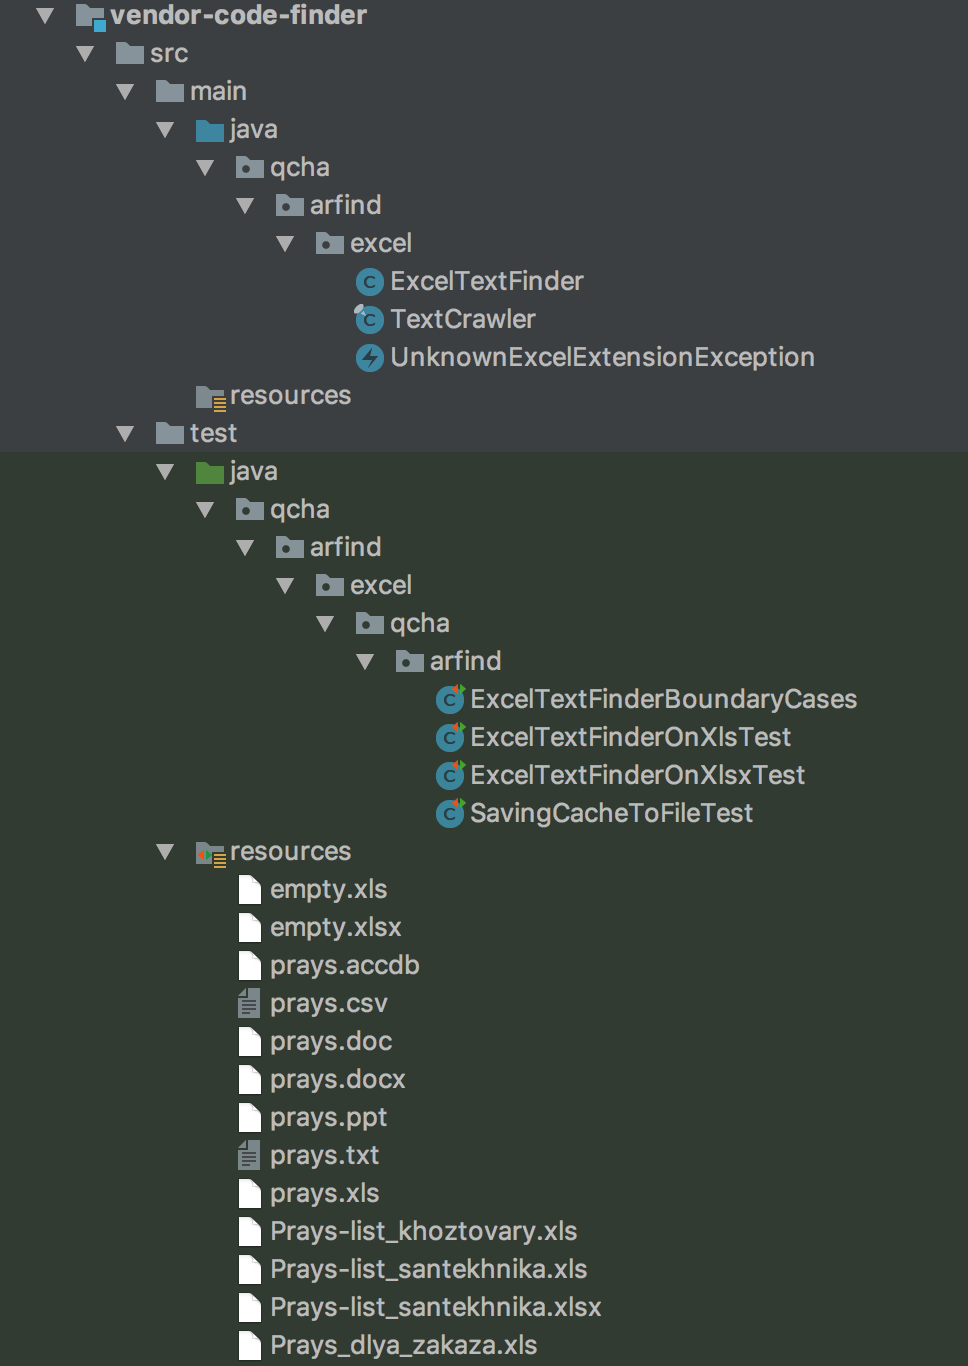 vendor-code-finder
src
main
java
qcha
arfind
excel
ExcelTextFinder
TextCrawler
UnknownExcelExtensionException
resources
test
java
qcha
arfind
excel
qcha
arfind
ExcelTextFinderBoundaryCases
ExcelTextFinderOnXlsTest
ExcelTextFinderOnXlsxTest
SavingCacheToFileTest
resources
empty.xls
empty.xlsx
prays.accdb
prays.csv
prays.doc
prays.docx
prays.ppt
prays.txt
prays.xls
Prays-list_khoztovary.xls
Prays-list_santekhnika.xls
Prays-list_santekhnika.xlsx
Prays_dlya_zakaza.xls